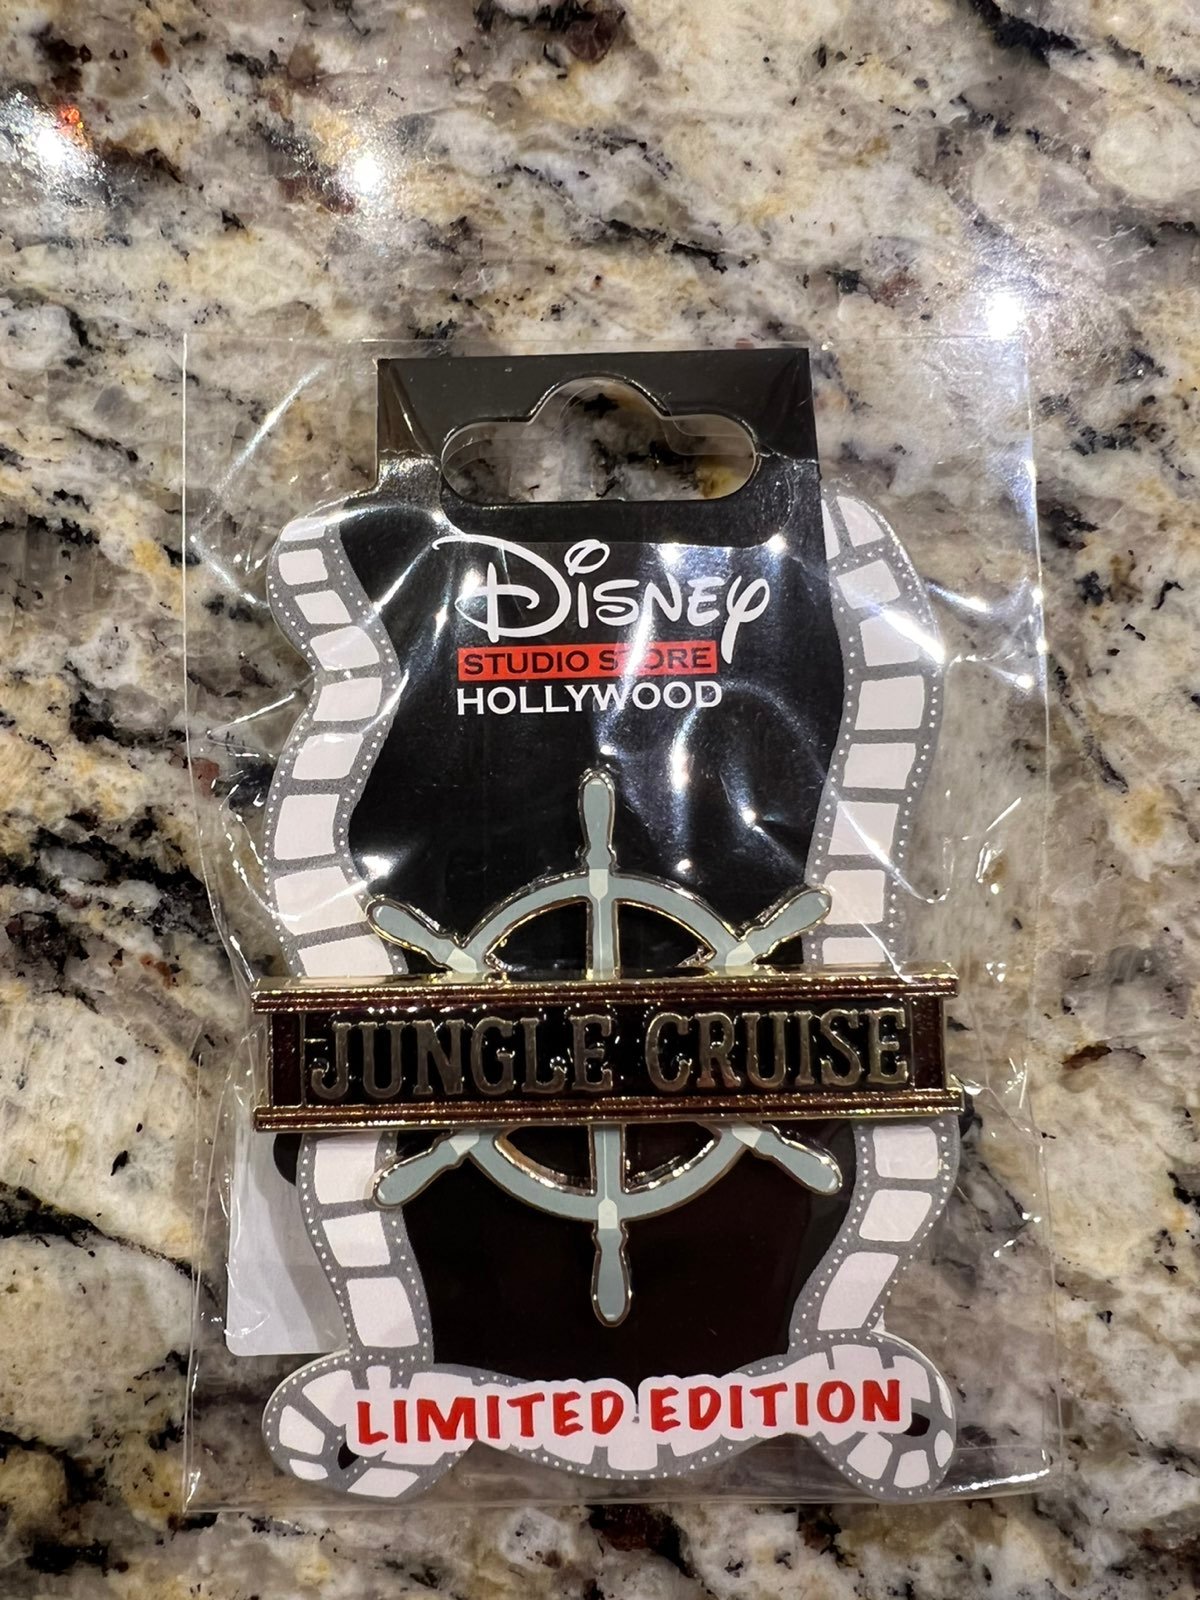 Disney
STUDIO STORE
HOLLYWOOD
JUNGLE CRUISE
LIMITED EDITION